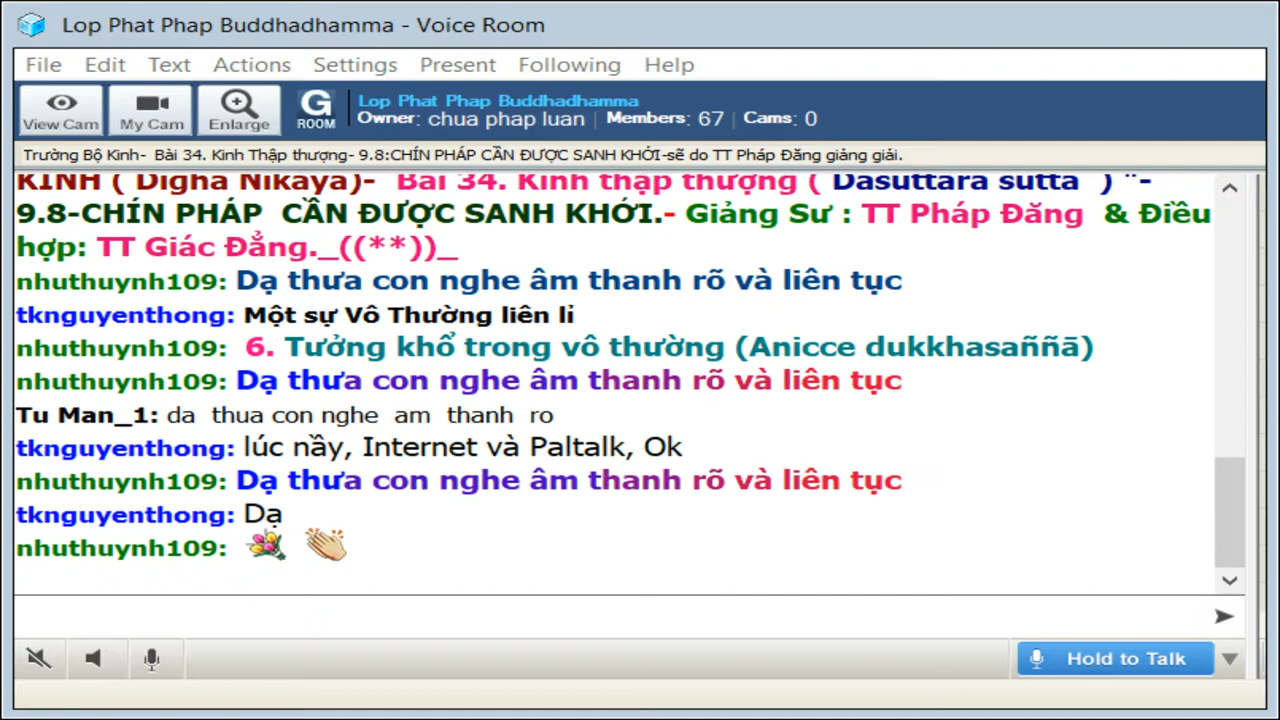 Lop Phat Phap Buddhadhamma - Voice Room
File Edit Text Actions Settings Present Following Help
View Cam My Cam Enlarge G ROOM Lop Phat Phap Buddhadhamma
Owner: chua phap luan | Members: 67 | Cams: 0
Trường Bộ Kinh- Bài 34. Kinh Thập thượng- 9.8:CHÍN PHÁP CẦN ĐƯỢC SANH KHỞI-sẽ do TT Pháp Đăng giảng giải.
KINH ( Digha Nikaya)- Bài 34. Kinh thập thượng ( Dasuttara sutta ) "-
9.8-CHÍN PHÁP CẦN ĐƯỢC SANH KHỞI.- Giảng Sư : TT Pháp Đăng & Điều
hợp: TT Giác Đẳng._((**))_
nhuthuynh109: Dạ thưa con nghe âm thanh rõ và liên tục
tknguyenthong: Một sự Vô Thường liên lỉ
nhuthuynh109: 6. Tưởng khổ trong vô thường (Anicce dukkhasaññā)
nhuthuynh109: Dạ thưa con nghe âm thanh rõ và liên tục
Tu Man_1: da thua con nghe am thanh ro
tknguyenthong: lúc nầy, Internet và Paltalk, Ok
nhuthuynh109: Dạ thưa con nghe âm thanh rõ và liên tục
tknguyenthong: Dạ
nhuthuynh109:
Hold to Talk